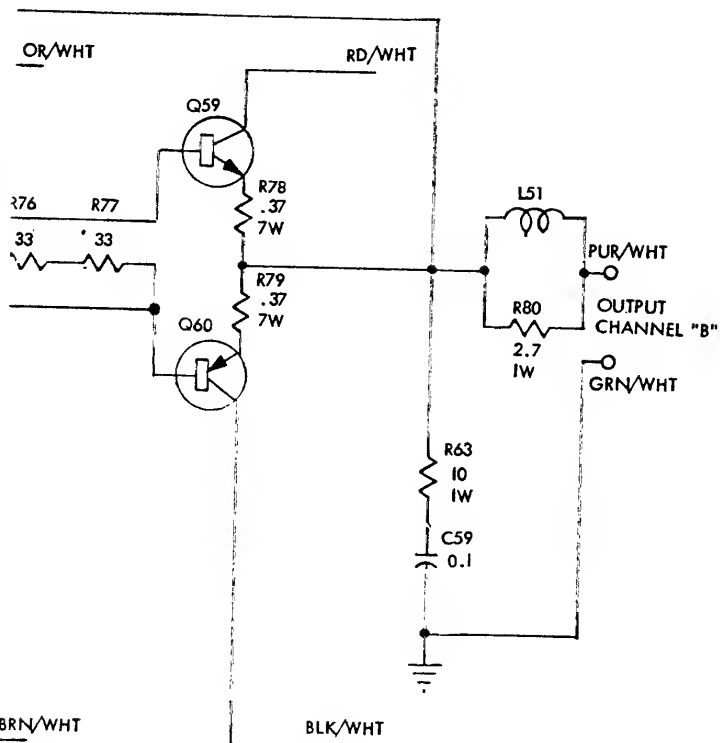 OR/WHT
RD/WHT
Q59
R76
R77
R78
.37
7W
33
33
L51
PUR/WHT
R79
.37
7W
Q60
R80
2.7
1W
OUTPUT
CHANNEL "B"
GRN/WHT
R63
10
1W
C59
0.1
BRN/WHT
BLK/WHT